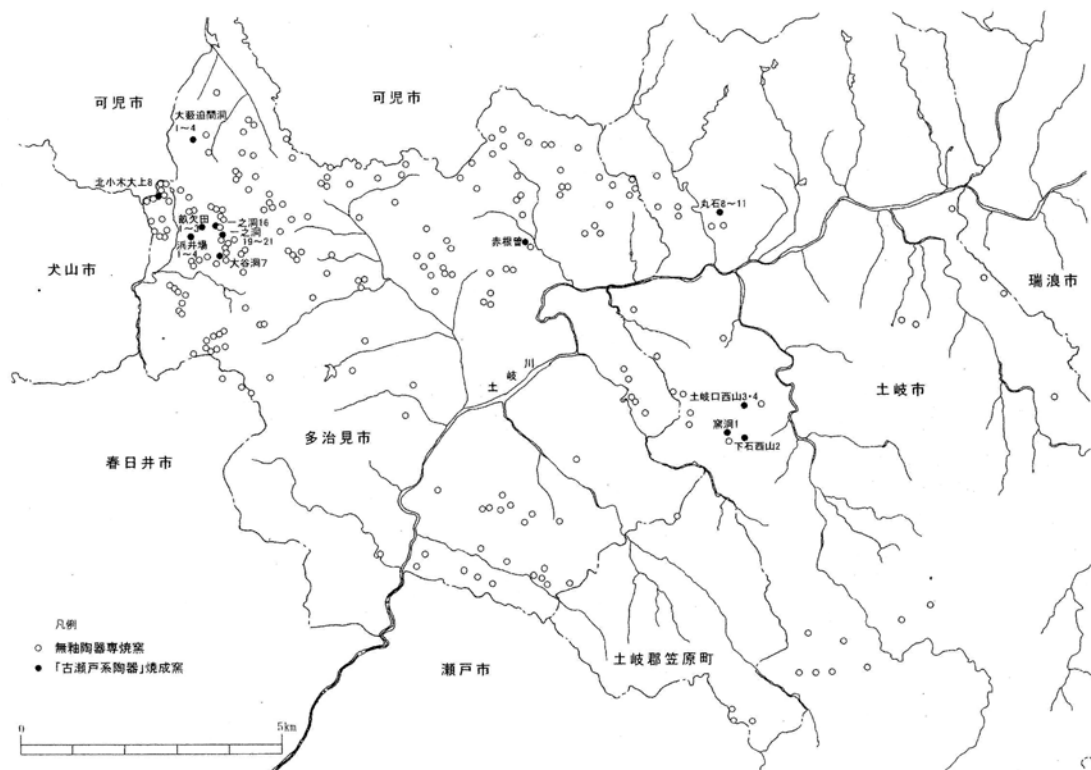 可児市
可児市
大薮迫間洞
1〜4
北小木大上8
畝欠田
1〜3
一之洞16
一之洞
19〜21
浜井場
1〜4
大谷洞7
赤根曽
丸石8〜11
犬山市
瑞浪市
土岐川
土岐口西山3・4
土岐市
窯洞1
下石西山2
多治見市
春日井市
凡例
○ 無釉陶器専焼窯
● 「古瀬戸系陶器」焼成窯
瀬戸市
土岐郡笠原町
0 5km